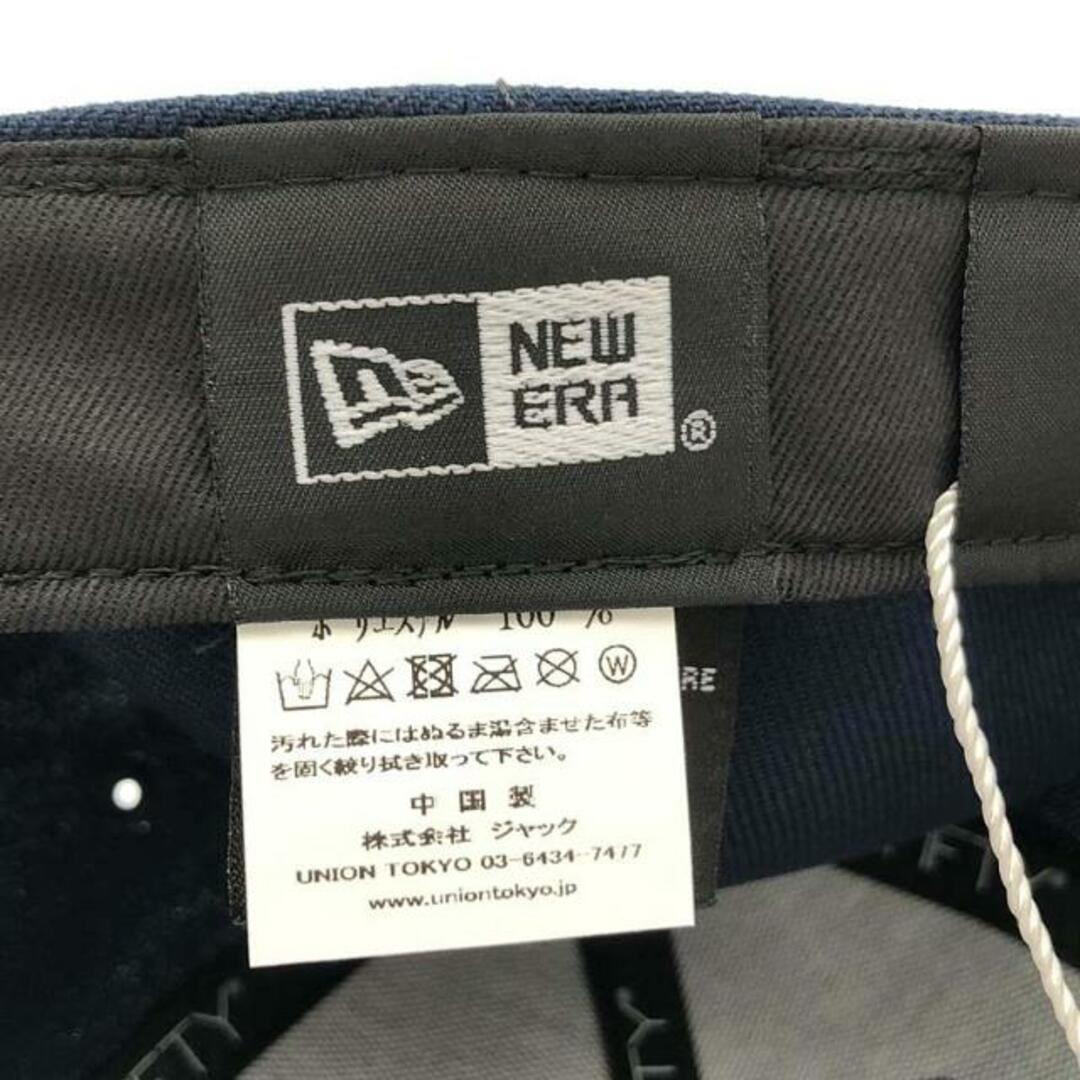 NEW
ERA
®
ポリエステル 100 %
W
RE
汚れた際にはぬるま湯含ませた布等
を固く絞り拭き取って下さい。
中国製
株式会社 ジャック
UNION TOKYO 03-6434-7477
www.uniontokyo.jp
FTY
FTY